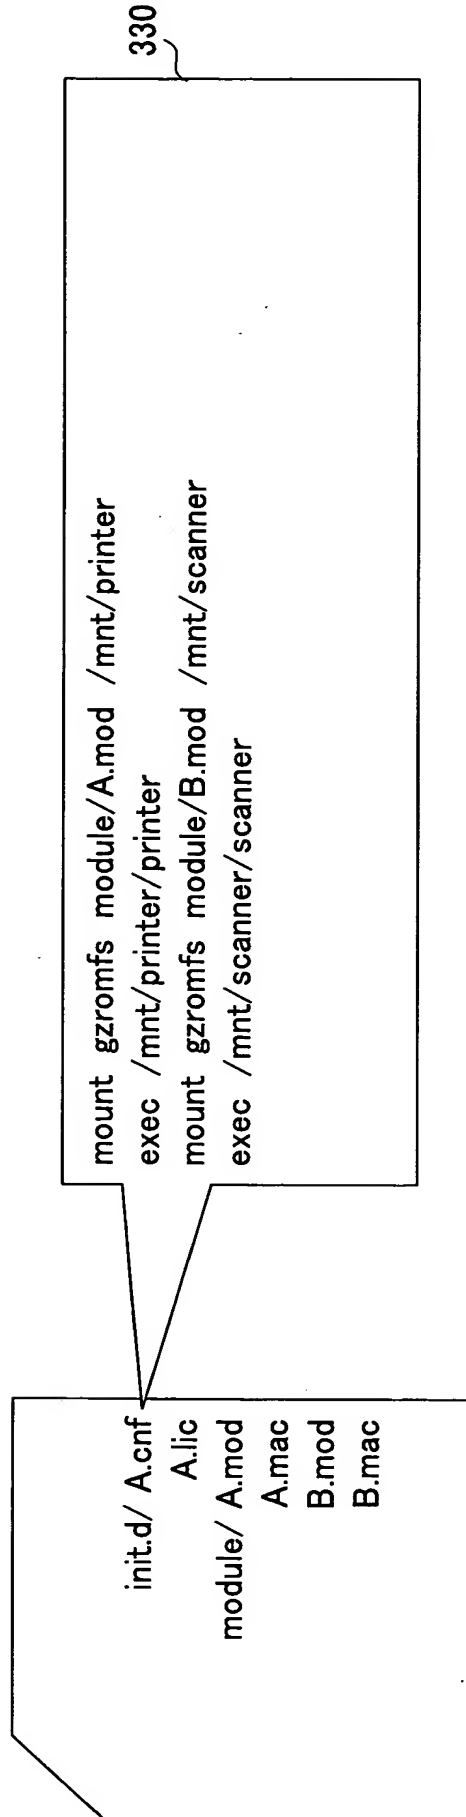 330
mount gzromfs module/A.mod /mnt/printer
exec /mnt/printer/printer
mount gzromfs module/B.mod /mnt/scanner
exec /mnt/scanner/scanner
init.d/ A.cnf
A.lic
module/ A.mod
A.mac
B.mod
B.mac